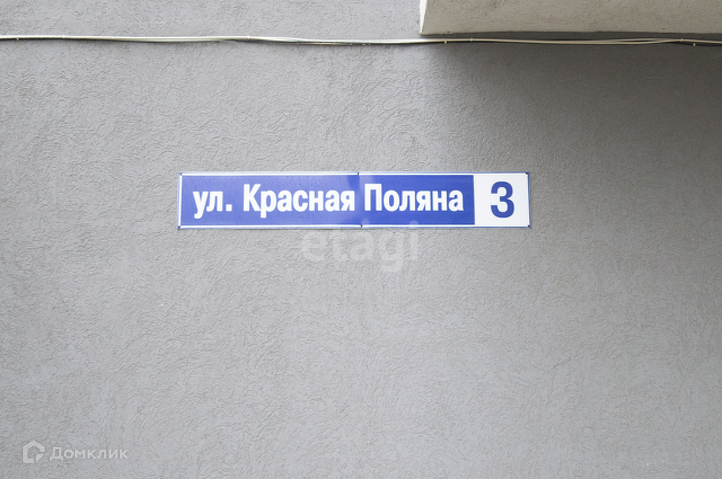 ул. Красная Поляна 3
etagi
Домклик